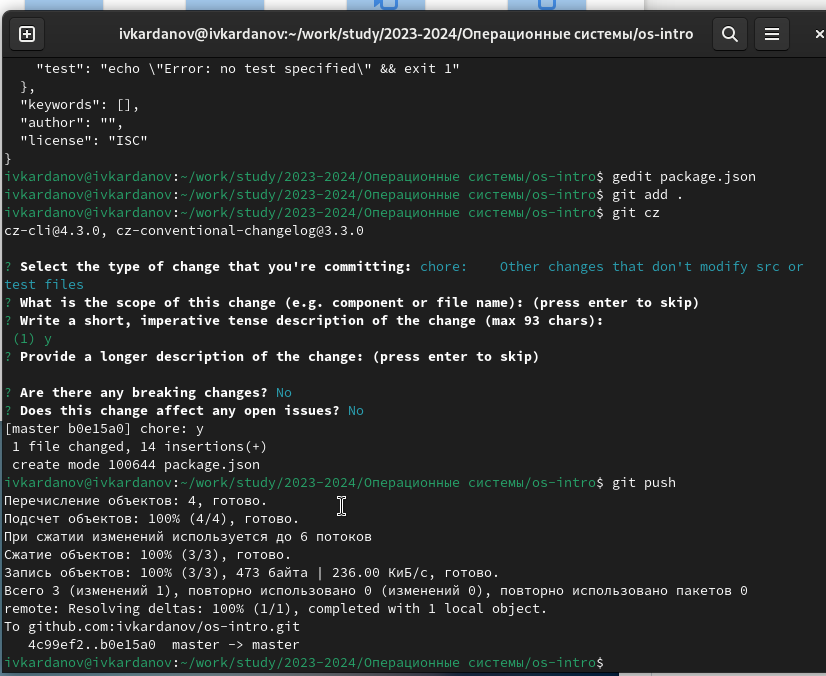 ivkardanov@ivkardanov:~/work/study/2023-2024/Операционные системы/os-intro
"test": "echo \"Error: no test specified\" && exit 1"
},
"keywords": [],
"author": "",
"license": "ISC"
}
ivkardanov@ivkardanov:~/work/study/2023-2024/Операционные системы/os-intro$ gedit package.json
ivkardanov@ivkardanov:~/work/study/2023-2024/Операционные системы/os-intro$ git add .
ivkardanov@ivkardanov:~/work/study/2023-2024/Операционные системы/os-intro$ git cz
cz-cli@4.3.0, cz-conventional-changelog@3.3.0
? Select the type of change that you're committing: chore:    Other changes that don't modify src or
test files
? What is the scope of this change (e.g. component or file name): (press enter to skip)
? Write a short, imperative tense description of the change (max 93 chars):
(1) y
? Provide a longer description of the change: (press enter to skip)
? Are there any breaking changes? No
? Does this change affect any open issues? No
[master b0e15a0] chore: y
1 file changed, 14 insertions(+)
create mode 100644 package.json
ivkardanov@ivkardanov:~/work/study/2023-2024/Операционные системы/os-intro$ git push
Перечисление объектов: 4, готово.
Подсчет объектов: 100% (4/4), готово.
При сжатии изменений используется до 6 потоков
Сжатие объектов: 100% (3/3), готово.
Запись объектов: 100% (3/3), 473 байта | 236.00 КиБ/с, готово.
Всего 3 (изменений 1), повторно использовано 0 (изменений 0), повторно использовано пакетов 0
remote: Resolving deltas: 100% (1/1), completed with 1 local object.
To github.com:ivkardanov/os-intro.git
4c99ef2..b0e15a0  master -> master
ivkardanov@ivkardanov:~/work/study/2023-2024/Операционные системы/os-intro$